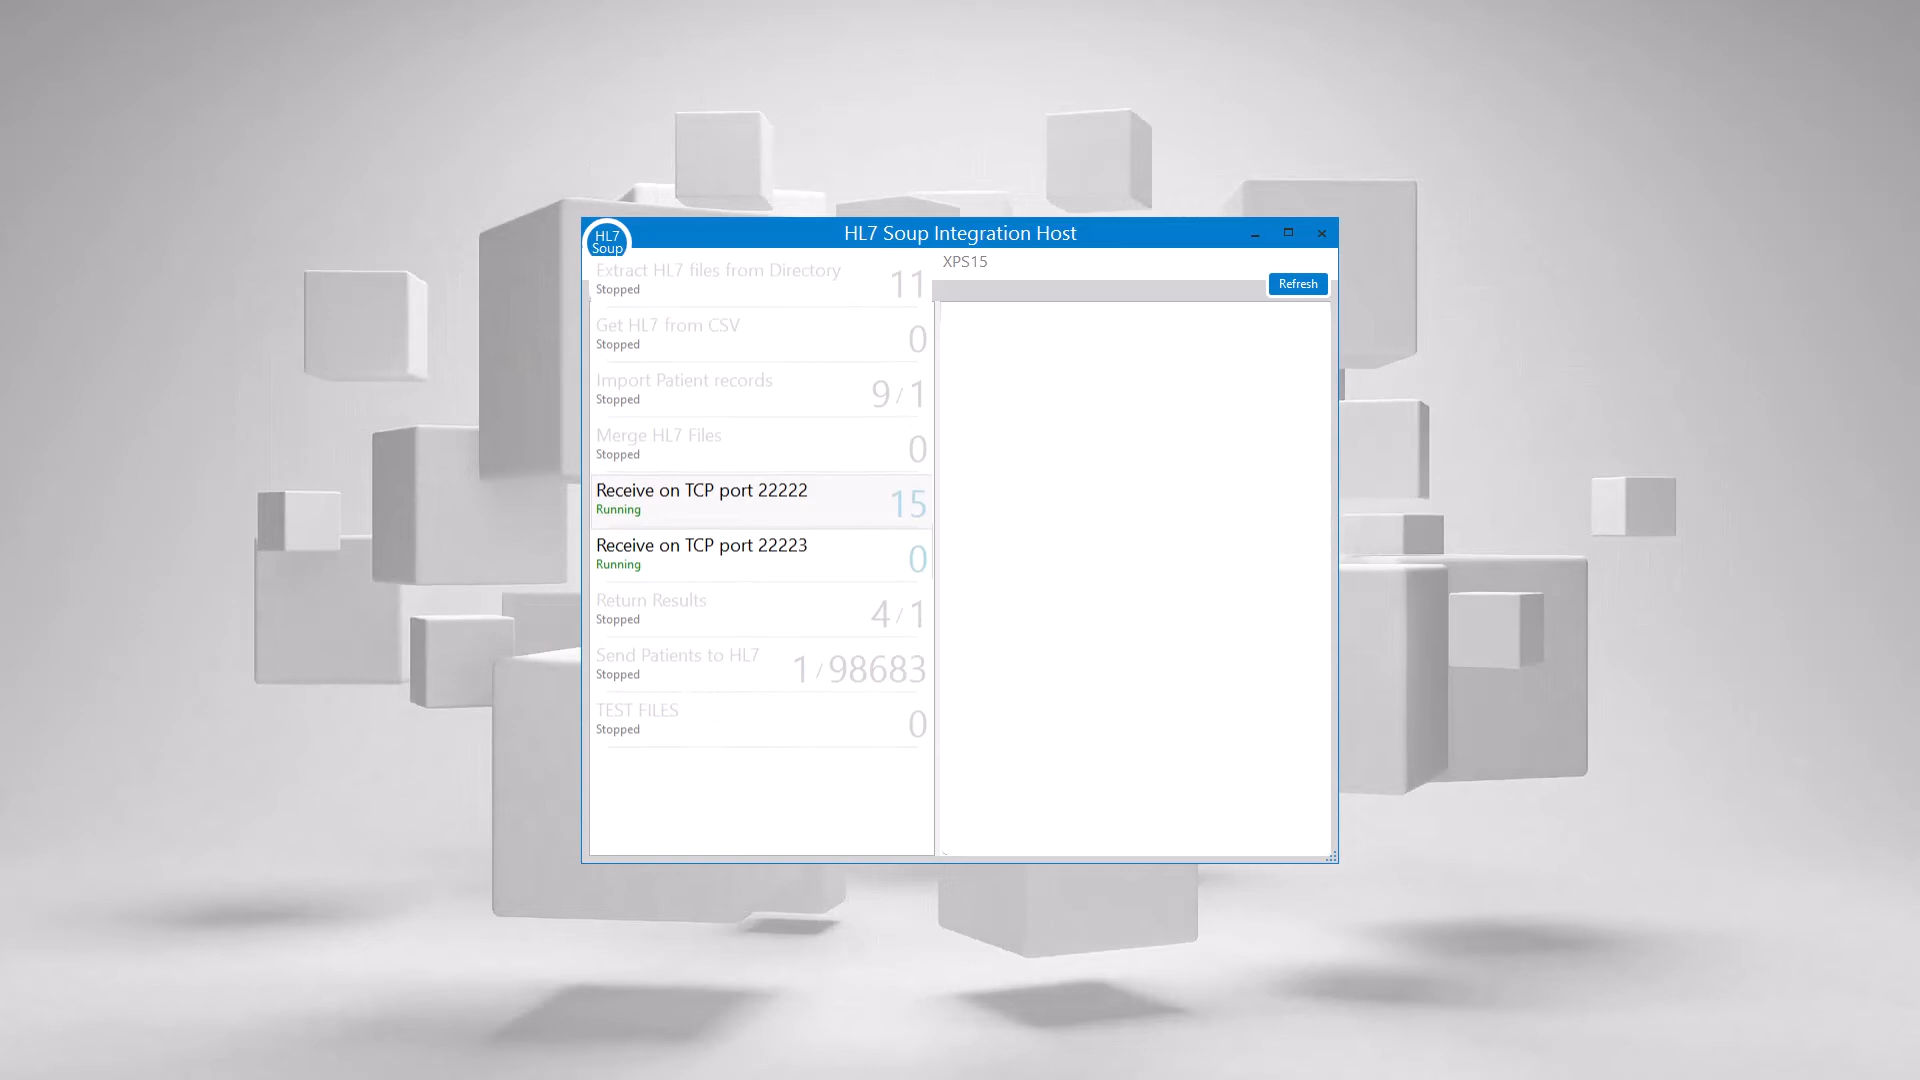 HL7
Soup
HL7 Soup Integration Host
XPS15
Refresh
Extract HL7 files from Directory
Stopped
11
Get HL7 from CSV
Stopped
0
Import Patient records
Stopped
9/1
Merge HL7 Files
Stopped
0
Receive on TCP port 22222
Running
15
Receive on TCP port 22223
Running
0
Return Results
Stopped
4/1
Send Patients to HL7
Stopped
1/98683
TEST FILES
Stopped
0